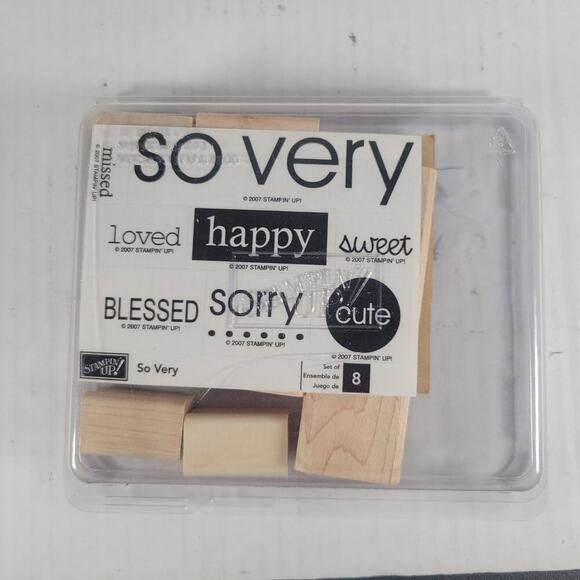 so very
missed
© 2007 STAMPIN' UP!
© 2007 STAMPIN' UP!
loved
© 2007 STAMPIN' UP!
happy
© 2007 STAMPIN' UP!
sweet
© 2007 STAMPIN' UP!
BLESSED
© 2007 STAMPIN' UP!
sorry
© 2007 STAMPIN' UP!
cute
© 2007 STAMPIN' UP!
STAMPIN' UP!
STAMPIN' UP!
So Very
Set of
Ensemble de
Juego de
8